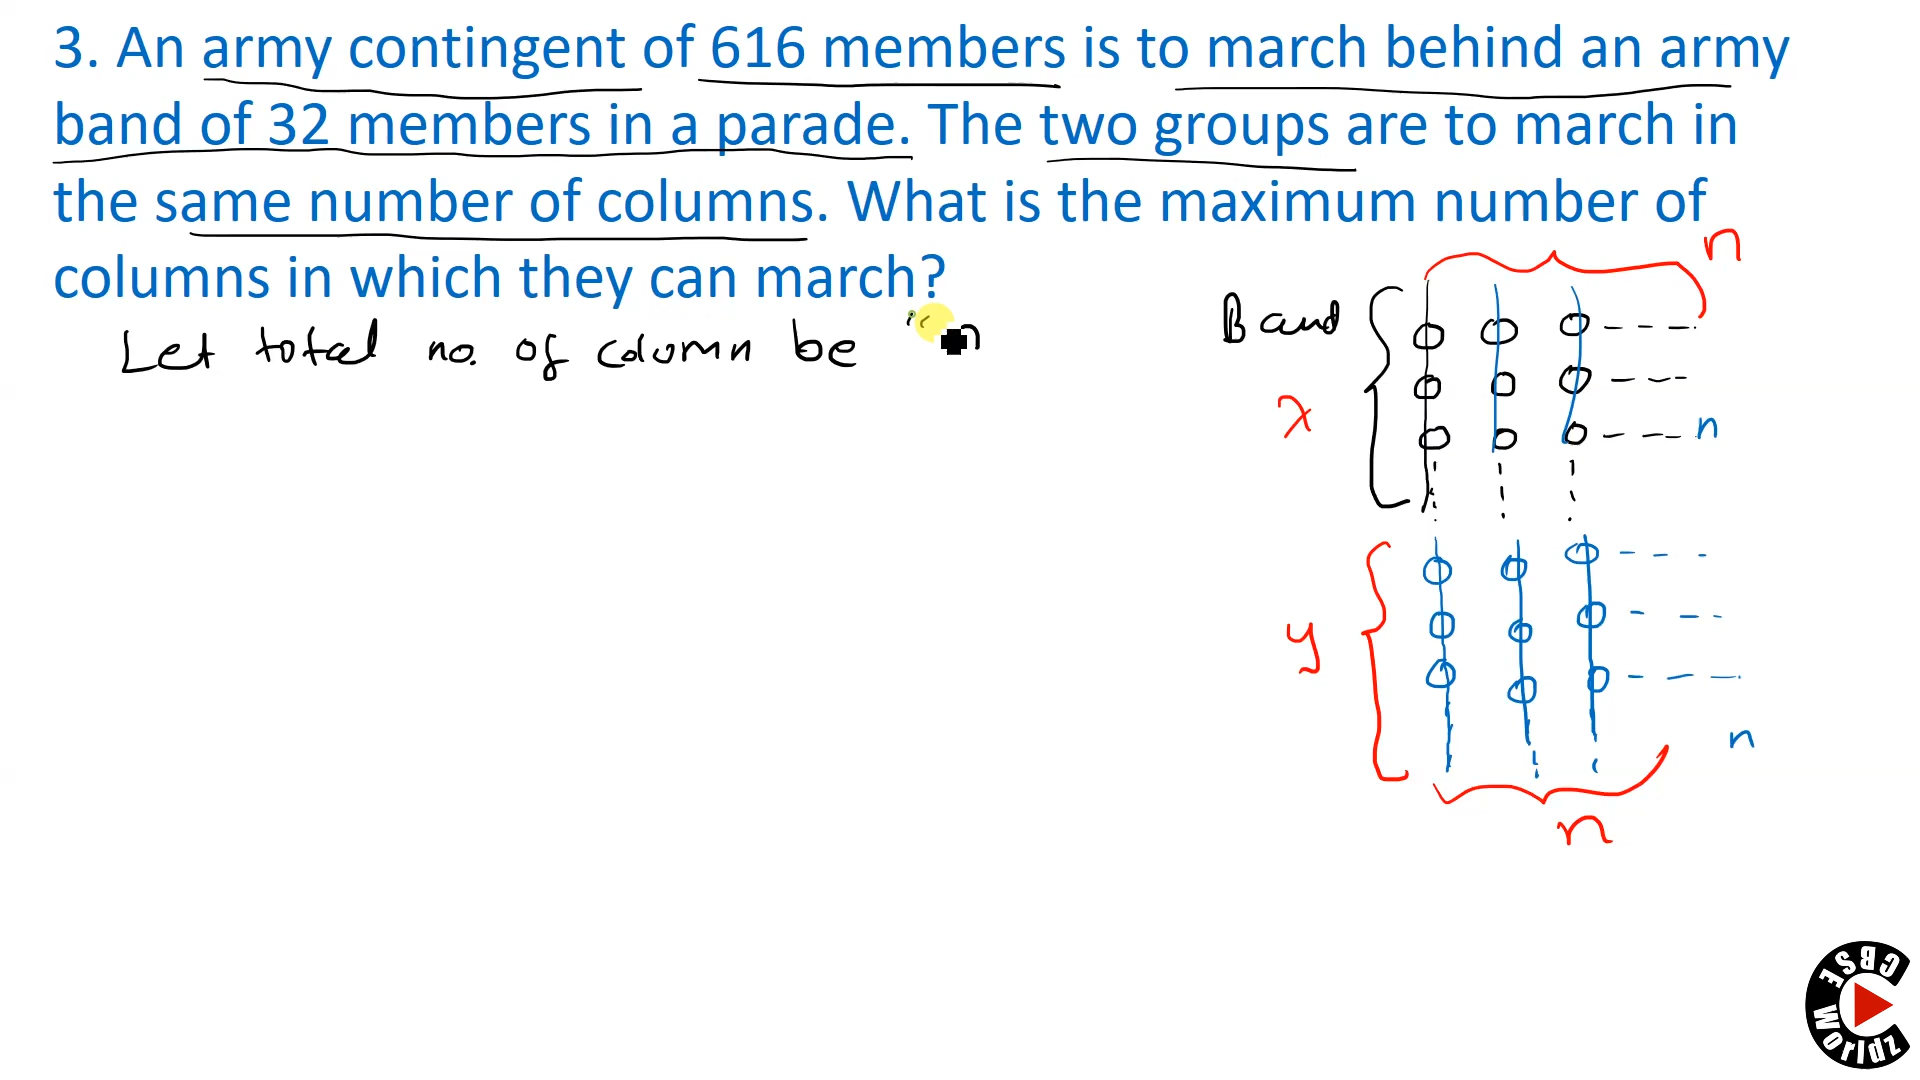 3. An army contingent of 616 members is to march behind an army
band of 32 members in a parade. The two groups are to march in
the same number of columns. What is the maximum number of
columns in which they can march?
Let total no. of column be n
n
Band
x
n
y
n
n
CBSE Worldz